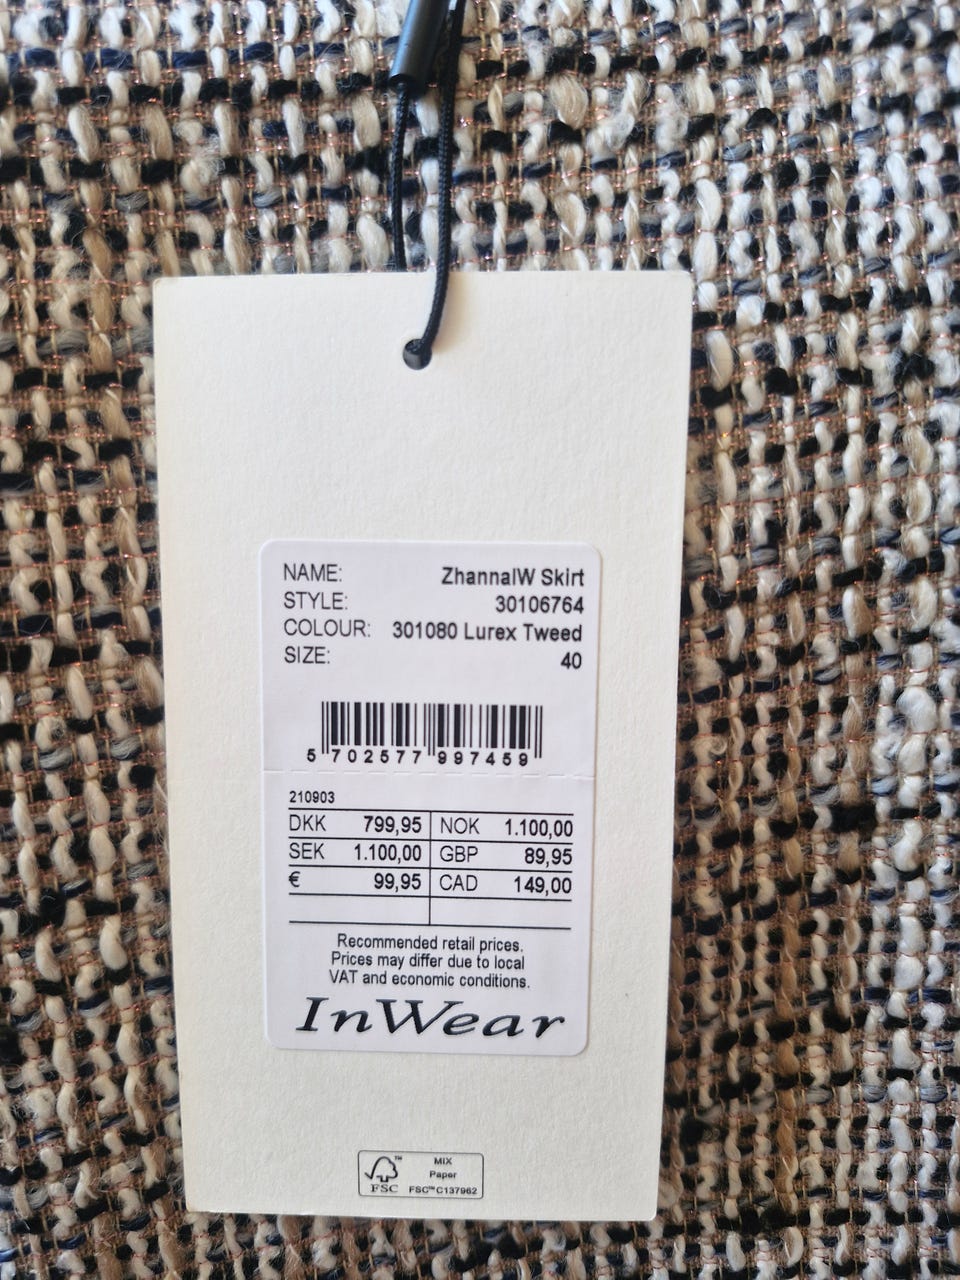 NAME: ZhannaIW Skirt
STYLE: 30106764
COLOUR: 301080 Lurex Tweed
SIZE: 40
5 702577 997459
210903
DKK 799,95 NOK 1.100,00
SEK 1.100,00 GBP 89,95
€ 99,95 CAD 149,00
Recommended retail prices.
Prices may differ due to local
VAT and economic conditions.
InWear
FSC™ MIX
Paper
FSC™ C137962